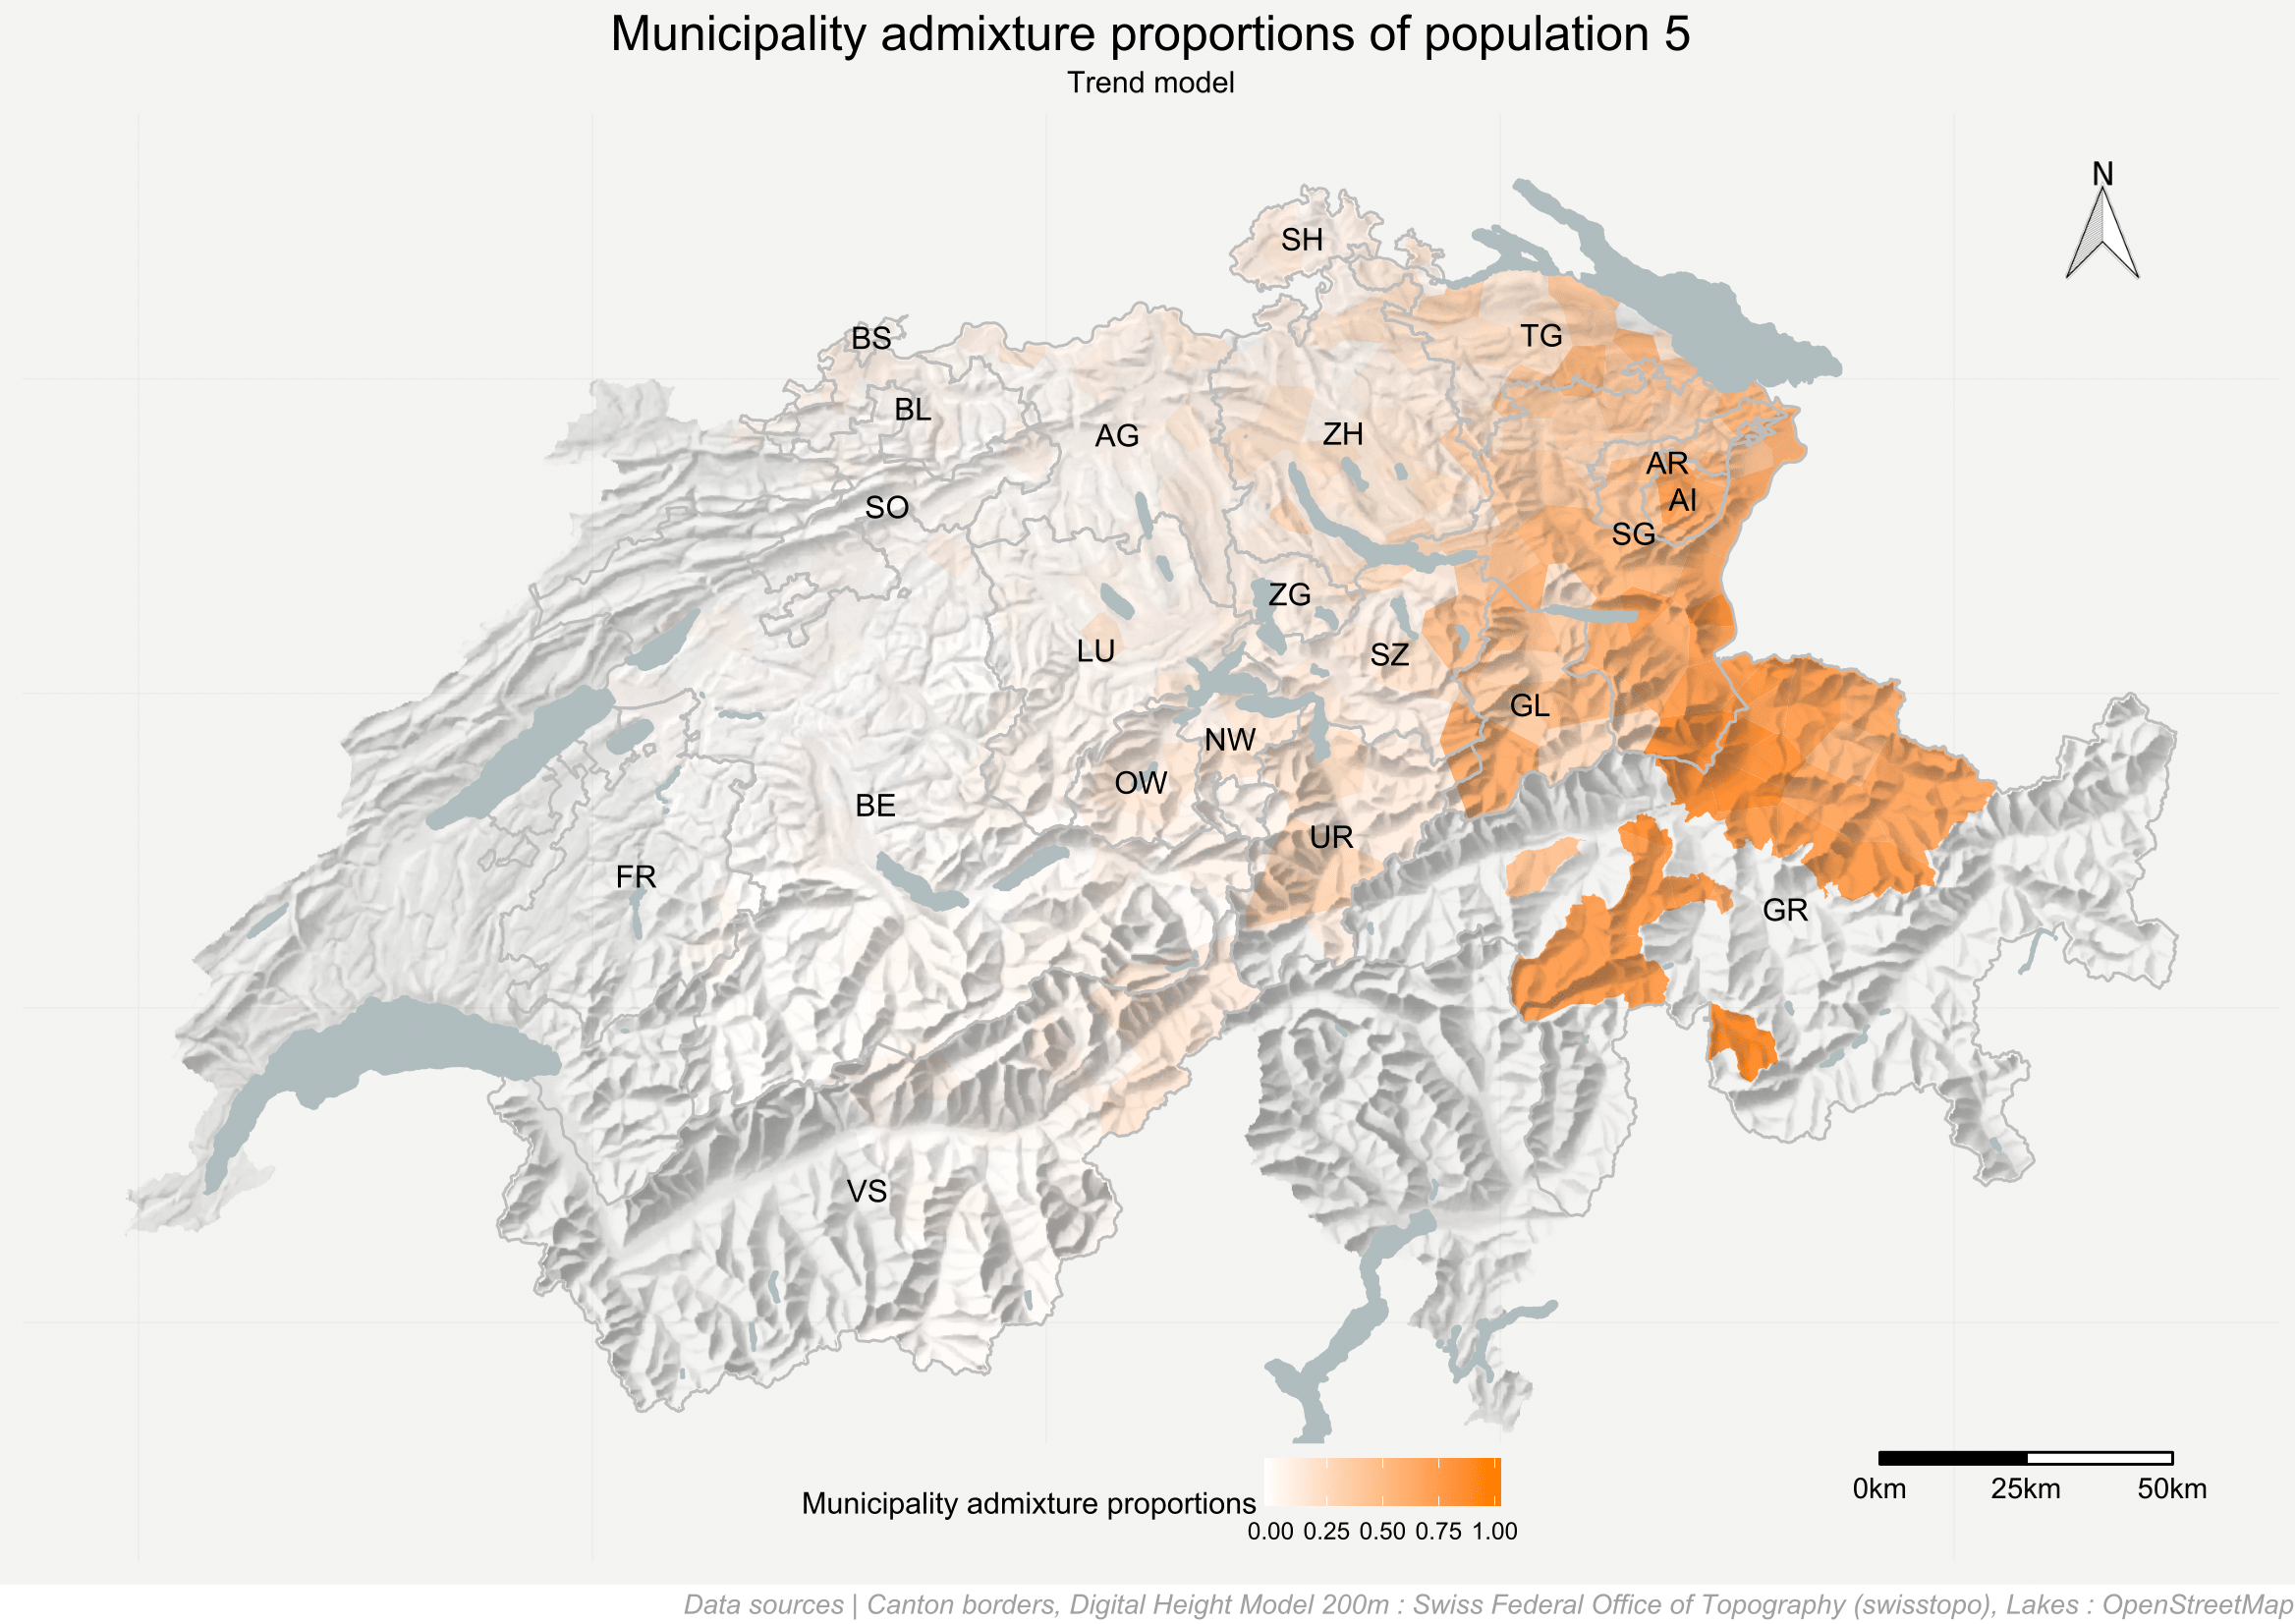 Municipality admixture proportions of population 5
Trend model
N
SH
BS
TG
BL
AG
ZH
AR
AI
SO
SG
ZG
LU
SZ
GL
NW
OW
BE
UR
FR
GR
VS
Municipality admixture proportions
0.00 0.25 0.50 0.75 1.00
0km 25km 50km
Data sources | Canton borders, Digital Height Model 200m : Swiss Federal Office of Topography (swisstopo), Lakes : OpenStreetMap